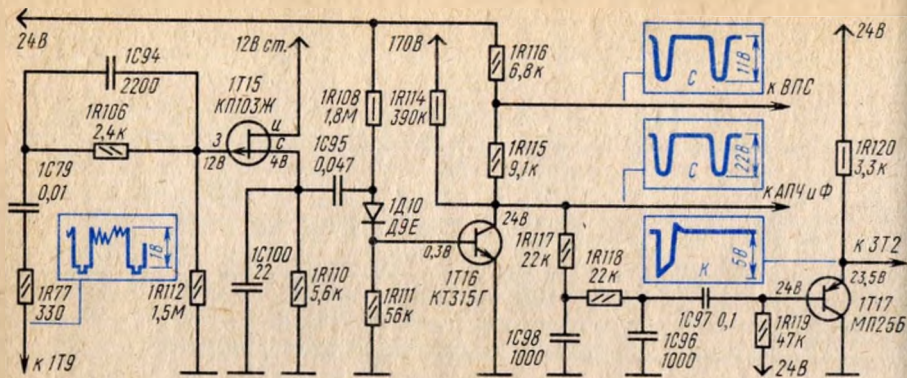 24В
1С94
2200
1R106
2,4к
1С79
0,01
1R77
330
к 1Т9
1В
1R112
1,5М
1Т15
КП103Ж
З
12В
и
с
4В
12В ст.
1С100
22
1R110
5,6к
1С95
0,047
1R108
1,8М
1Д10
Д9Е
1R111
56К
170В
1R114
390К
0,3В
1Т16
КТ315Г
24В
1R116
6,8к
1R115
9,1к
С
11В
к ВПС
С
22В
к АПЧиФ
К
5В
1R117
22к
1R118
22к
1С98
1000
1С96
1000
1С97 0,1
24В
1R119
47к
24В
24В
1R120
3,3к
к 3Т2
23,5В
1Т17
МП25Б